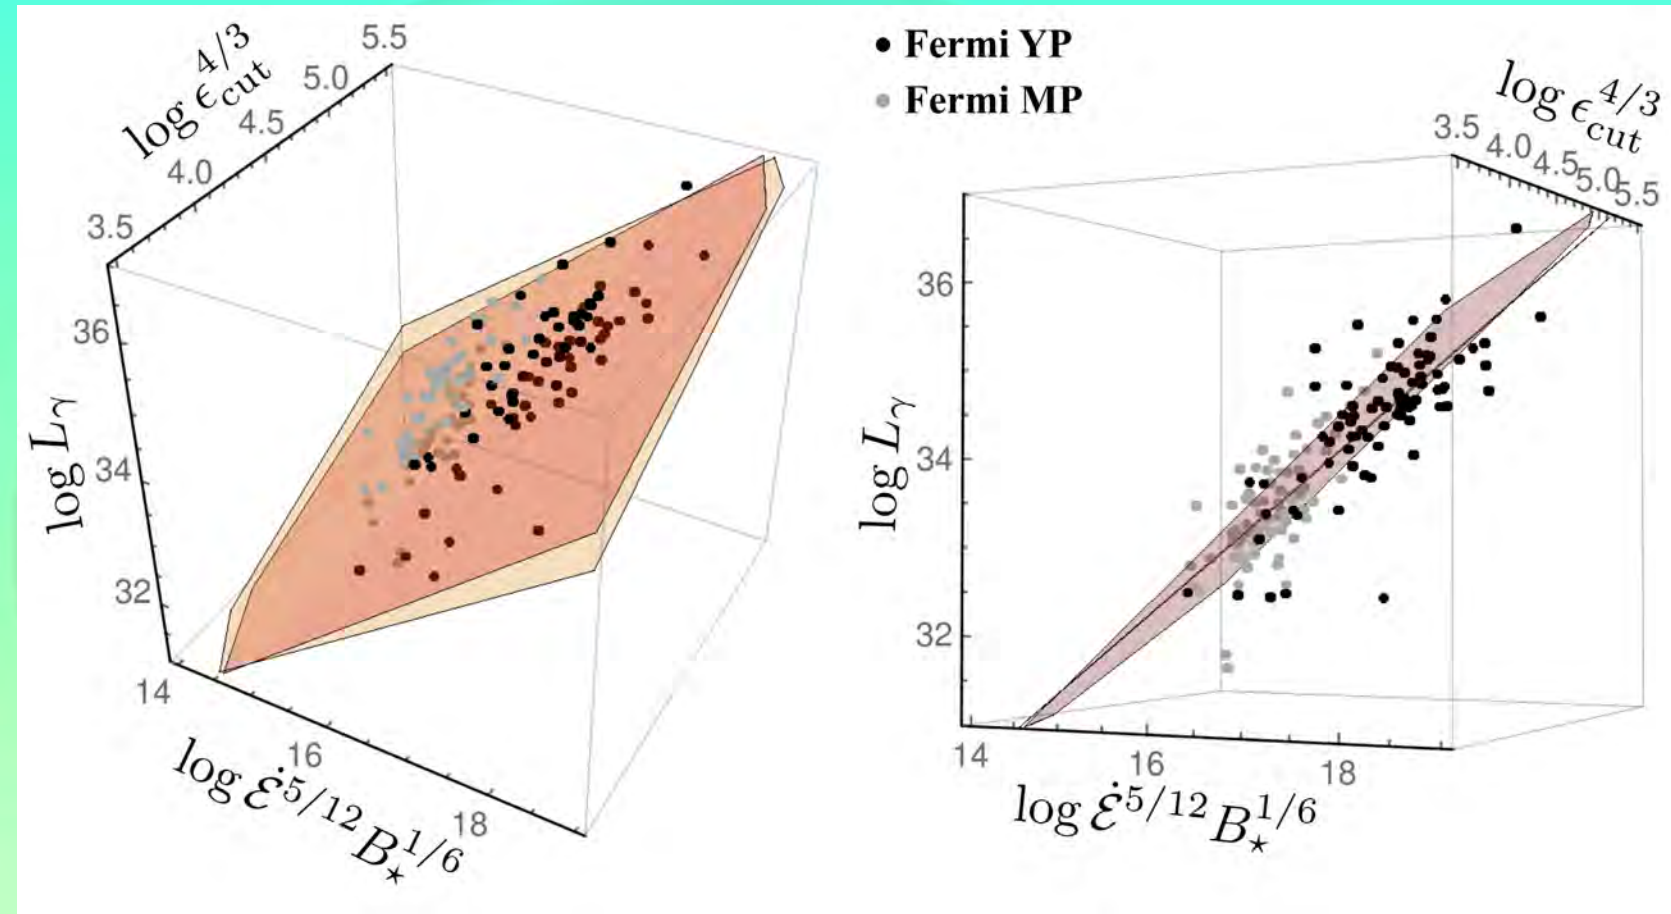 log ϵ_cut^4/3
5.5
5.0
4.5
4.0
3.5
36
34
32
log L_γ
14
16
18
log ℰ̇^5/12 B_⋆^1/6
• Fermi YP
• Fermi MP
log ϵ_cut^4/3
3.5
4.0
4.5
5.0
5.5
36
34
32
log L_γ
14
16
18
log ℰ̇^5/12 B_⋆^1/6